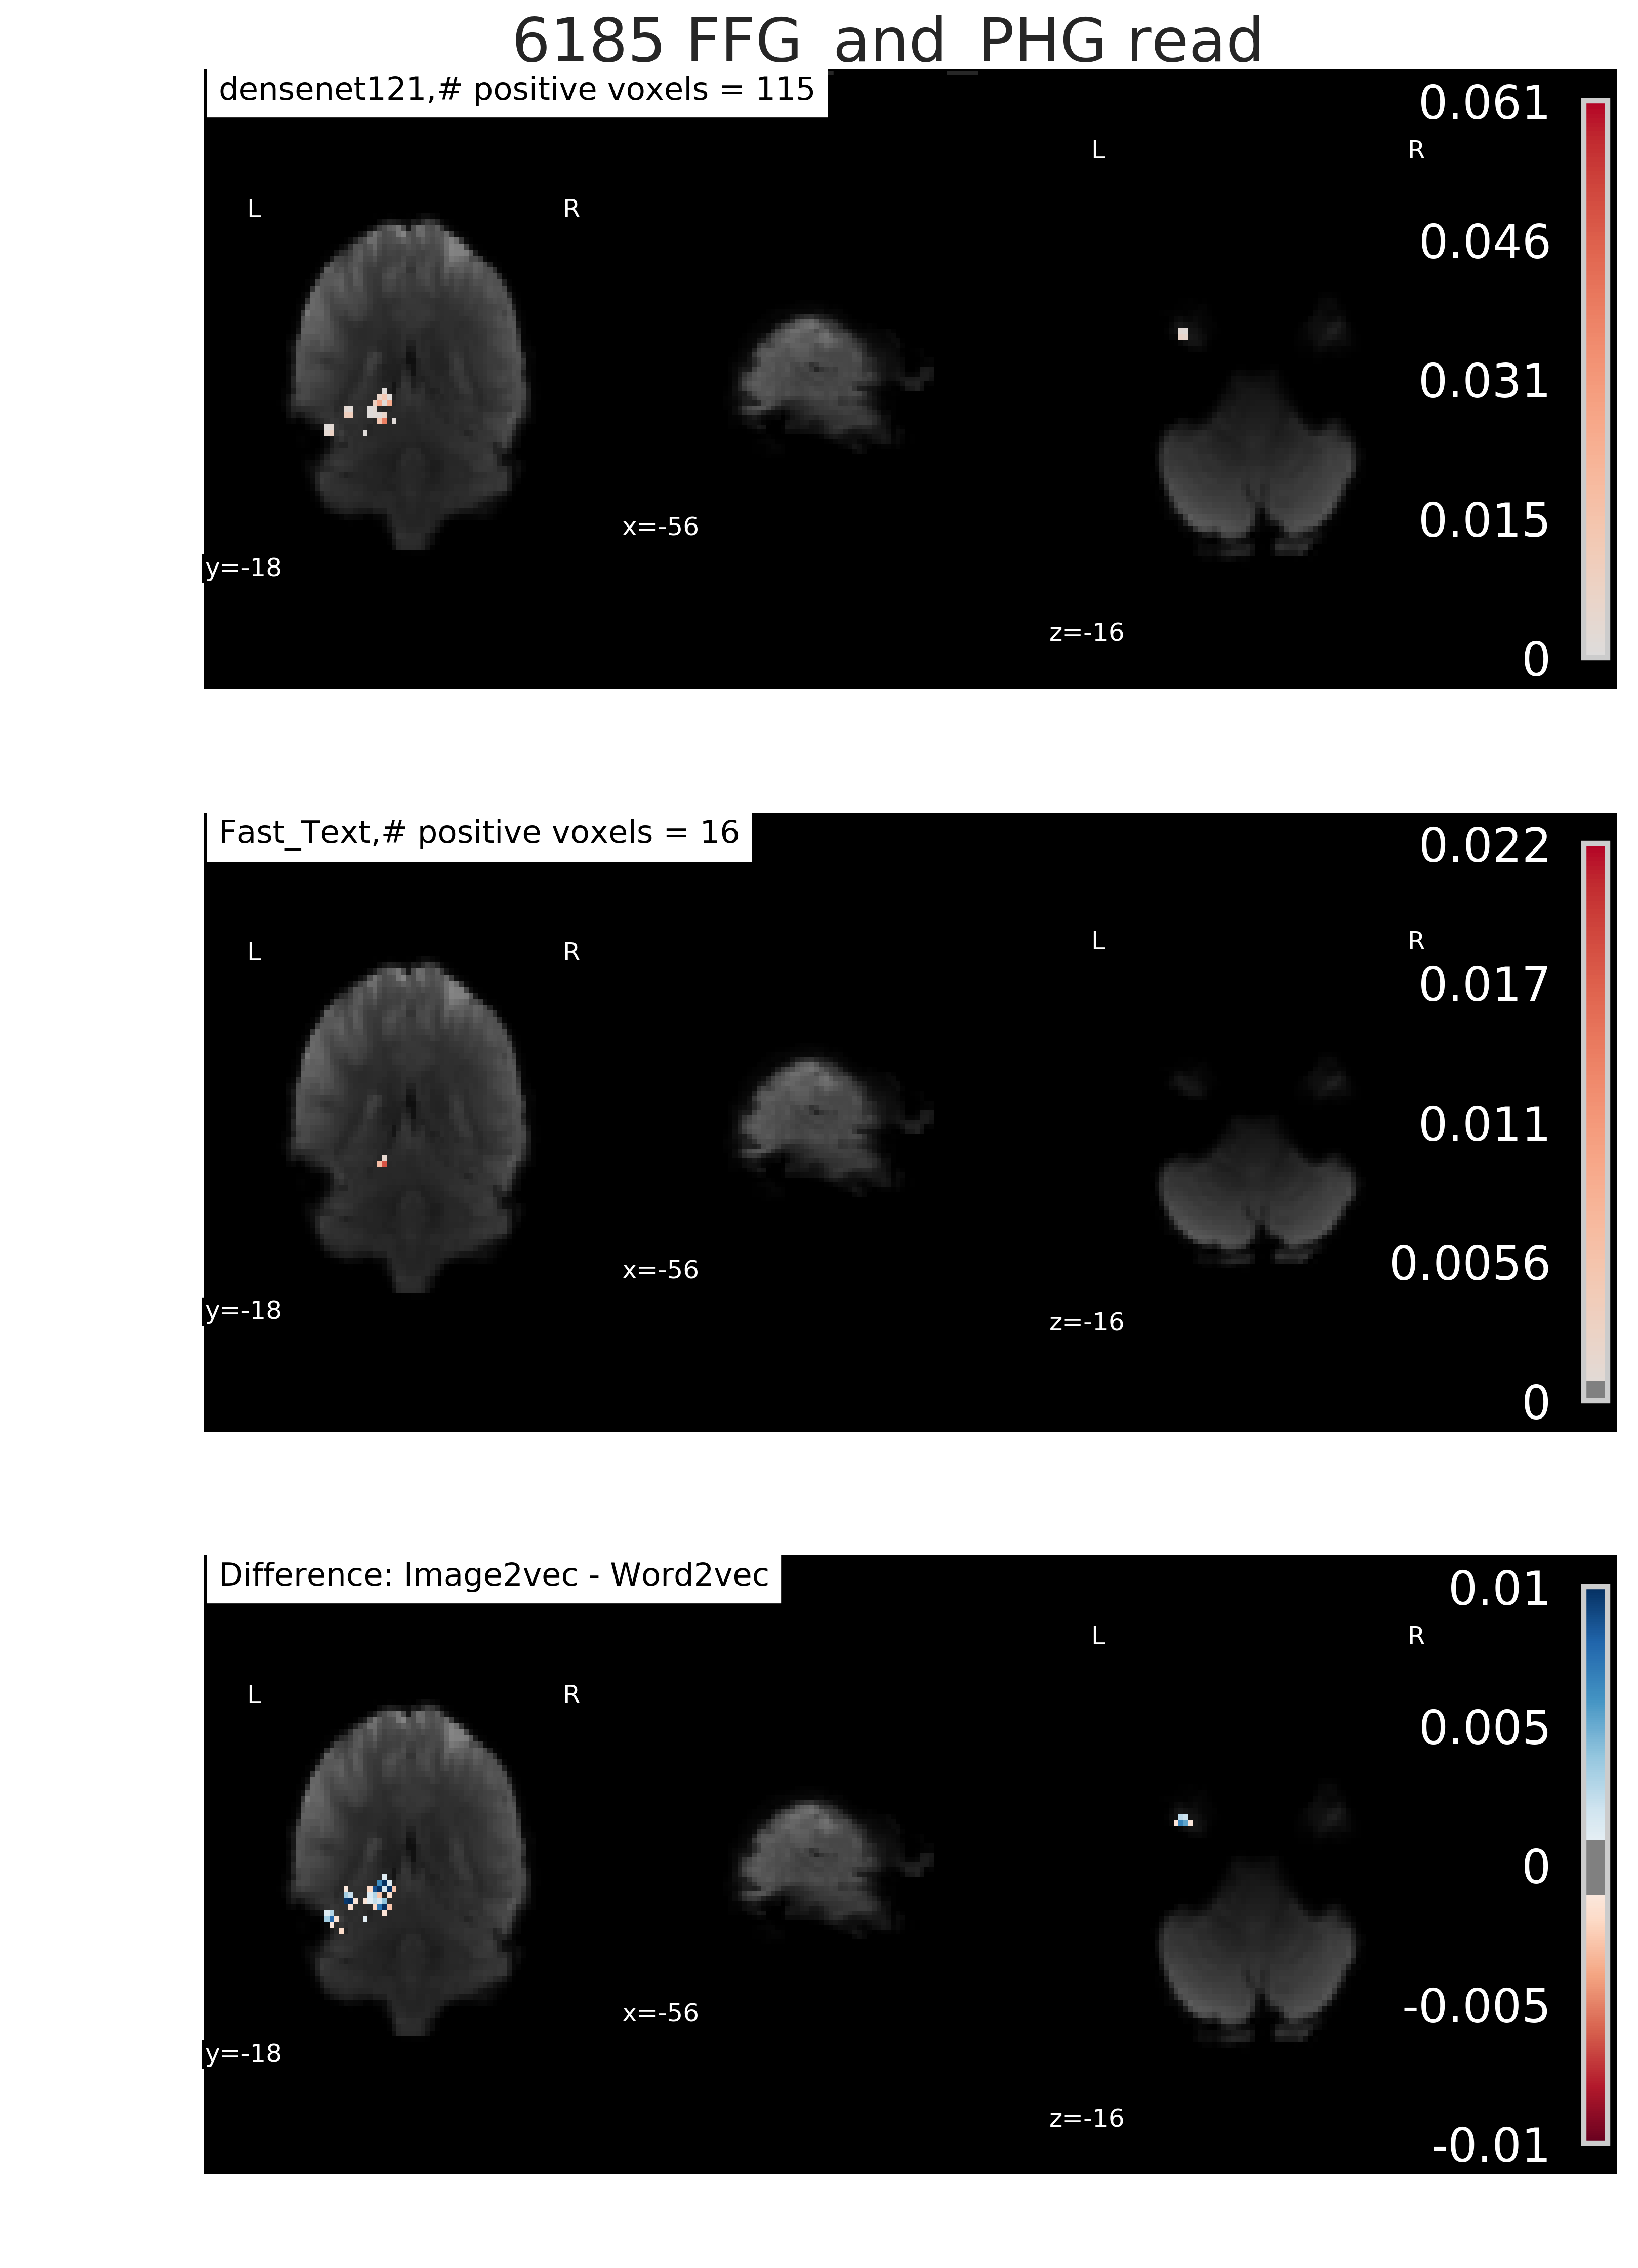 6185 FFG_and_PHG read
densenet121,# positive voxels = 115
0.061
L R
L R
0.046
0.031
0.015
x=-56
y=-18
z=-16
0
Fast_Text,# positive voxels = 16
0.022
L R
L R
0.017
0.011
0.0056
x=-56
y=-18
z=-16
0
Difference: Image2vec - Word2vec
0.01
L R
L R
0.005
0
-0.005
x=-56
y=-18
z=-16
-0.01